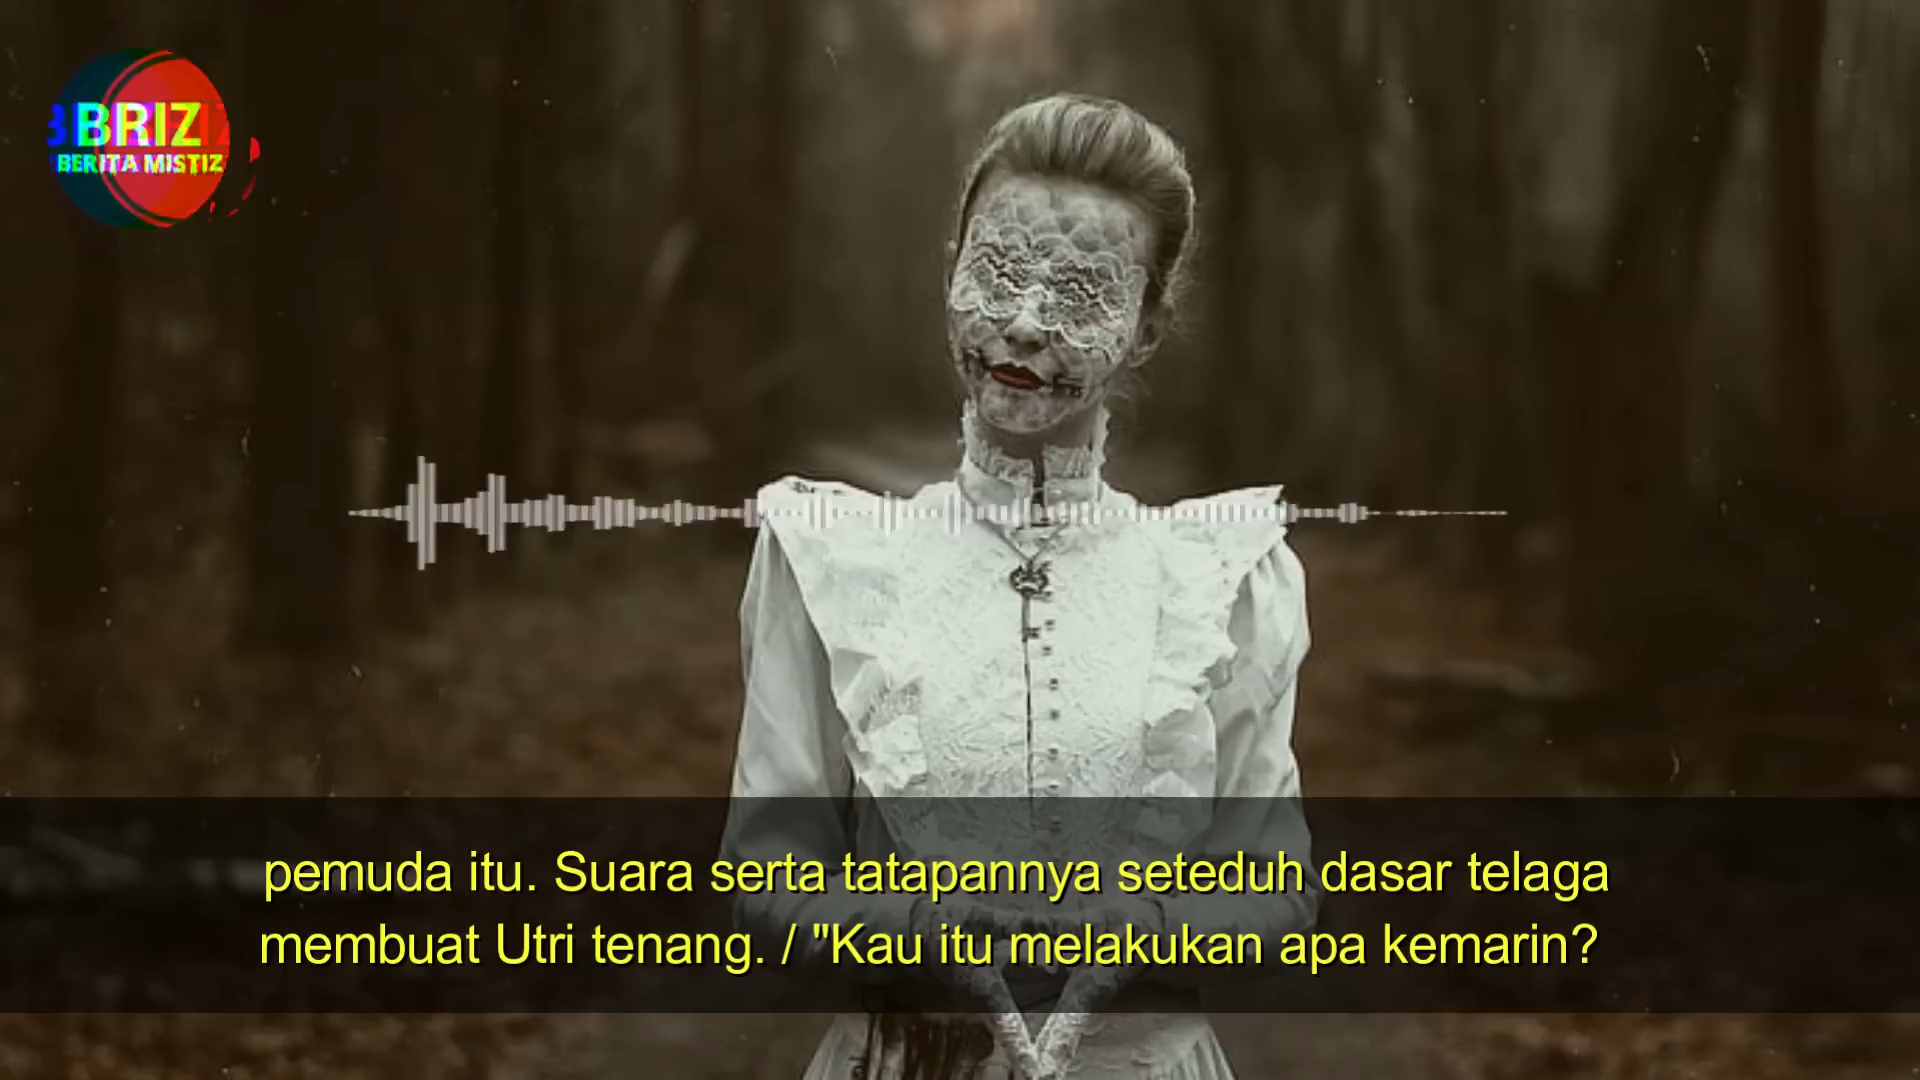 BRIZ
BERITA MISTIZ
pemuda itu. Suara serta tatapannya seteduh dasar telaga
membuat Utri tenang. / "Kau itu melakukan apa kemarin?